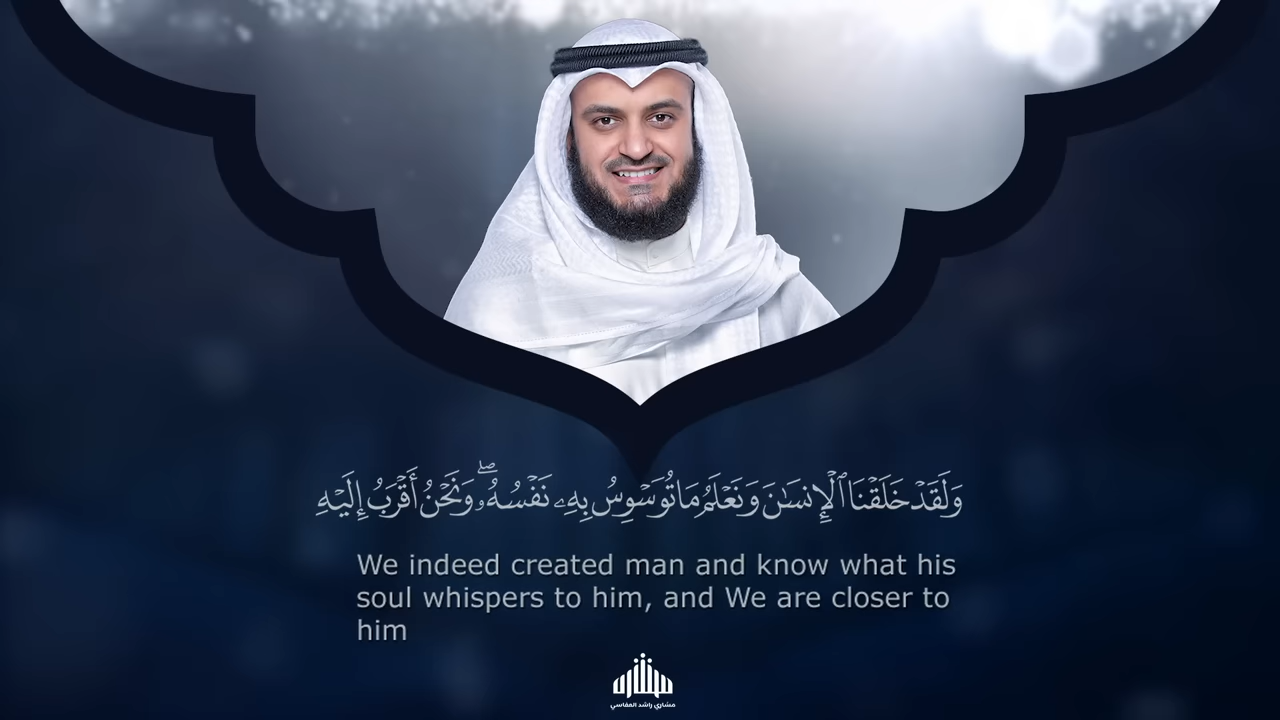 وَلَقَدْ خَلَقْنَا ٱلْإِنسَـٰنَ وَنَعْلَمُ مَا تُوَسْوِسُ بِهِۦ نَفْسُهُۥ ۖ وَنَحْنُ أَقْرَبُ إِلَيْهِ
We indeed created man and know what his
soul whispers to him, and We are closer to
him
مشاري راشد العفاسي